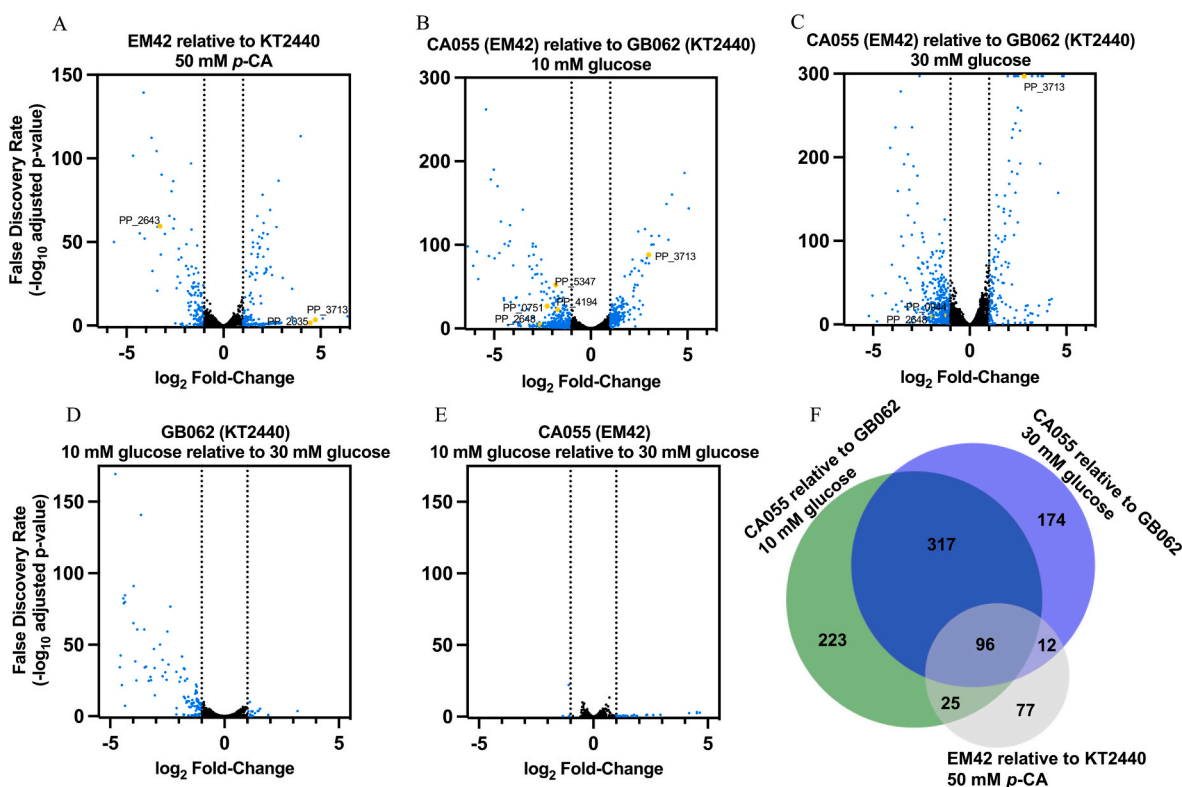 A
EM42 relative to KT2440
50 mM p-CA
150
100
50
0
-5
0
5
PP_2643
PP_3713
PP_2035
False Discovery Rate
(-log10 adjusted p-value)
log2 Fold-Change
B
CA055 (EM42) relative to GB062 (KT2440)
10 mM glucose
300
200
100
0
-5
0
5
PP_3713
PP_5347
PP_0751
PP_4194
PP_2648
log2 Fold-Change
C
CA055 (EM42) relative to GB062 (KT2440)
30 mM glucose
300
200
100
0
-5
0
5
PP_3713
PP_2648
log2 Fold-Change
D
GB062 (KT2440)
10 mM glucose relative to 30 mM glucose
150
100
50
0
-5
0
5
False Discovery Rate
(-log10 adjusted p-value)
log2 Fold-Change
E
CA055 (EM42)
10 mM glucose relative to 30 mM glucose
150
100
50
0
-5
0
5
log2 Fold-Change
F
CA055 relative to GB062
10 mM glucose
CA055 relative to GB062
30 mM glucose
174
317
223
96
12
25
77
EM42 relative to KT2440
50 mM p-CA